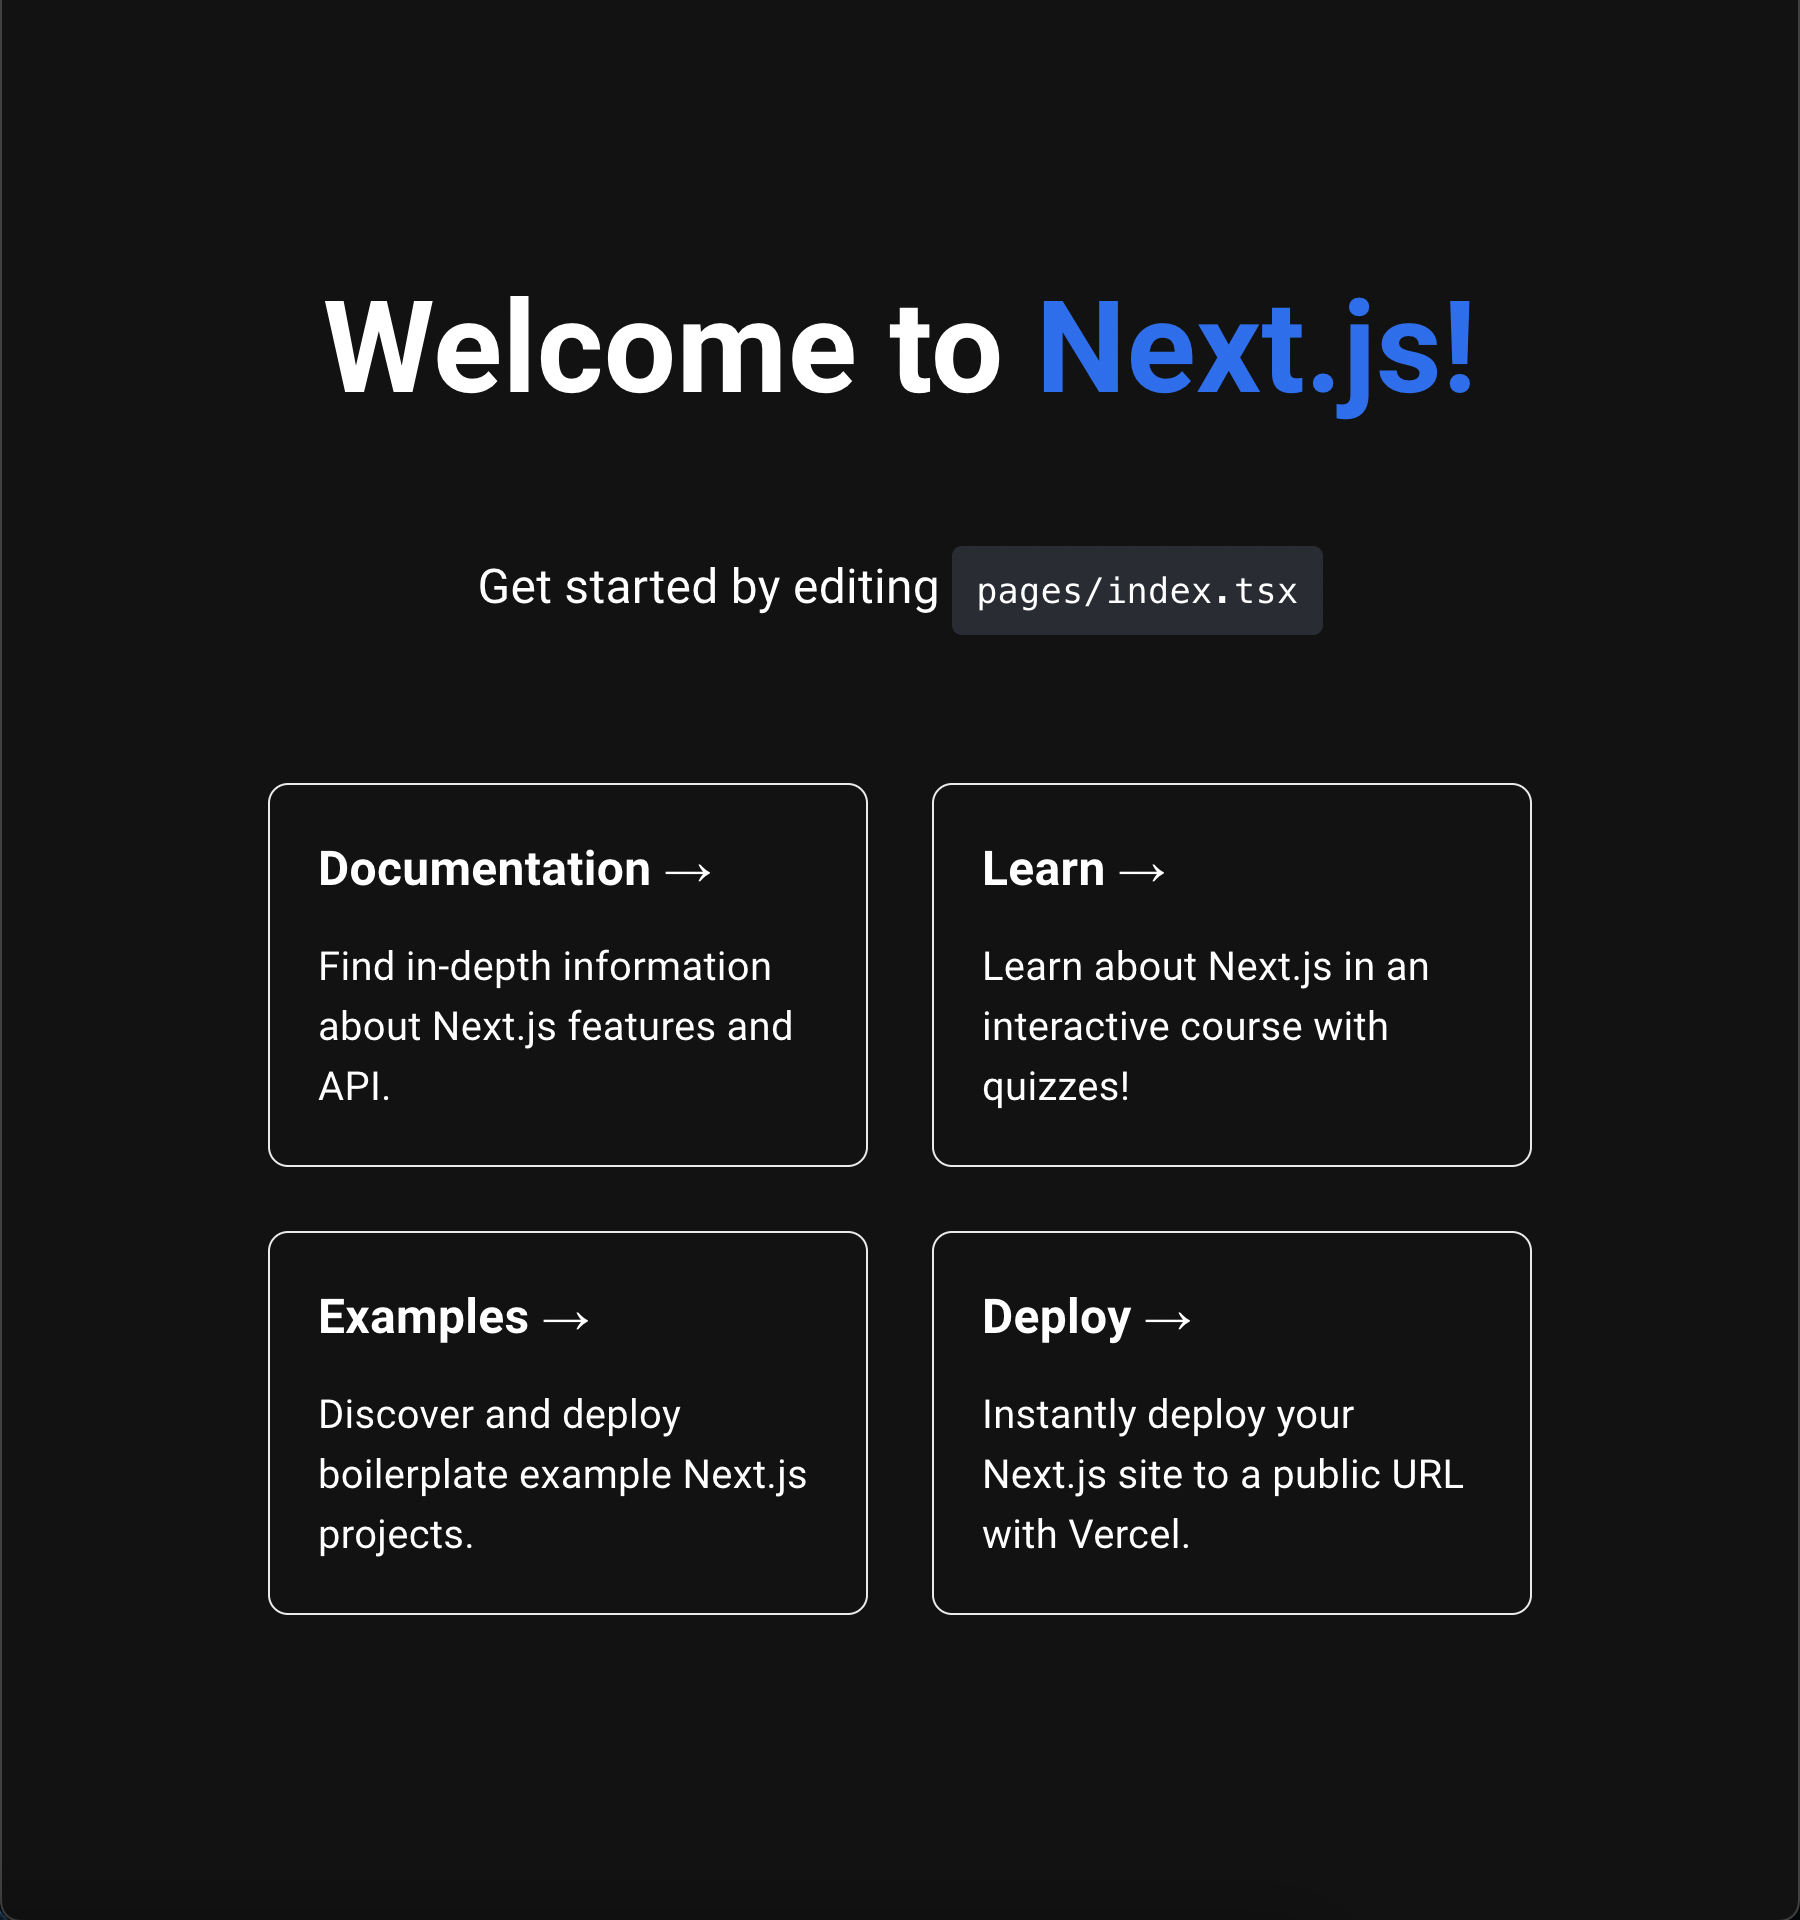 Welcome to Next.js!
Get started by editing pages/index.tsx
Documentation →
Find in-depth information
about Next.js features and
API.
Learn →
Learn about Next.js in an
interactive course with
quizzes!
Examples →
Discover and deploy
boilerplate example Next.js
projects.
Deploy →
Instantly deploy your
Next.js site to a public URL
with Vercel.